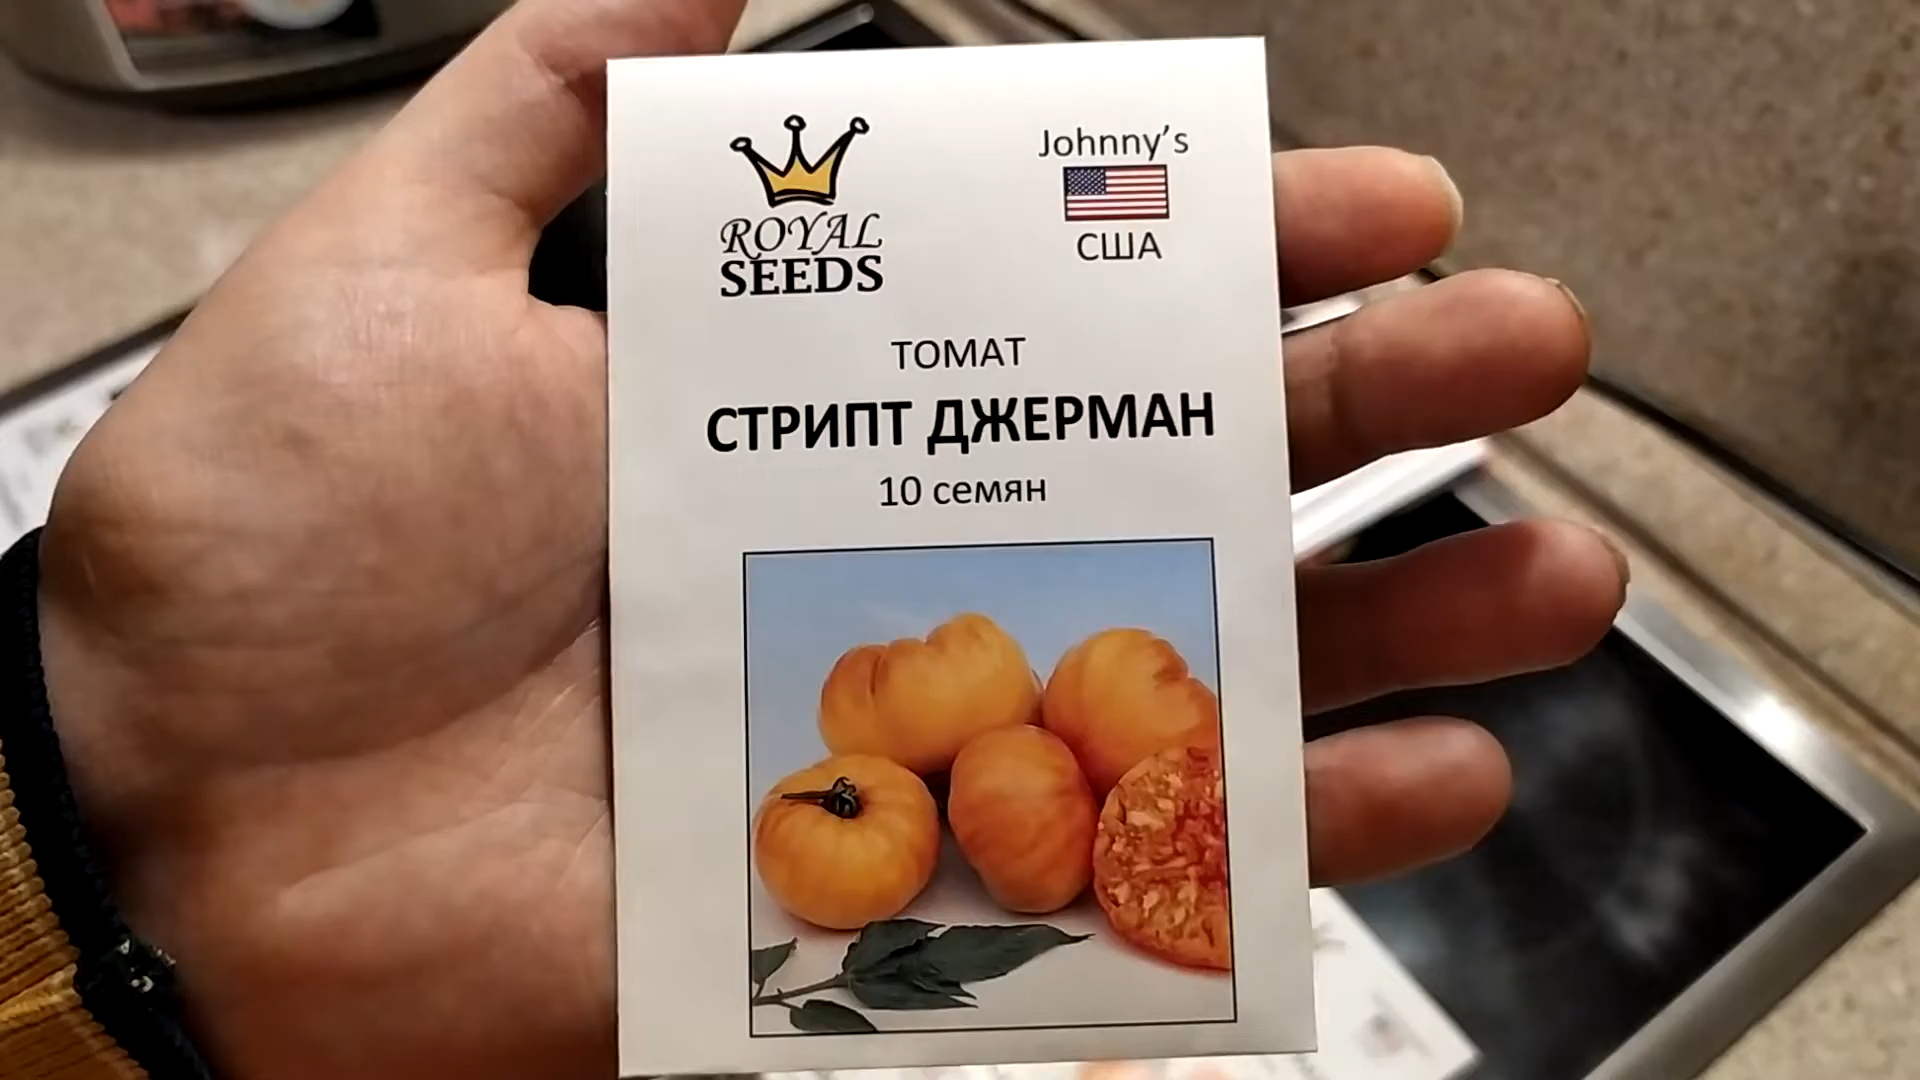 ROYAL
SEEDS
Johnny’s
США
ТОМАТ
СТРИПТ ДЖЕРМАН
10 семян